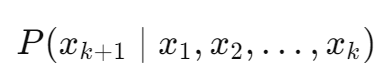 P(x_{k+1} | x_1, x_2, . . . , x_k)